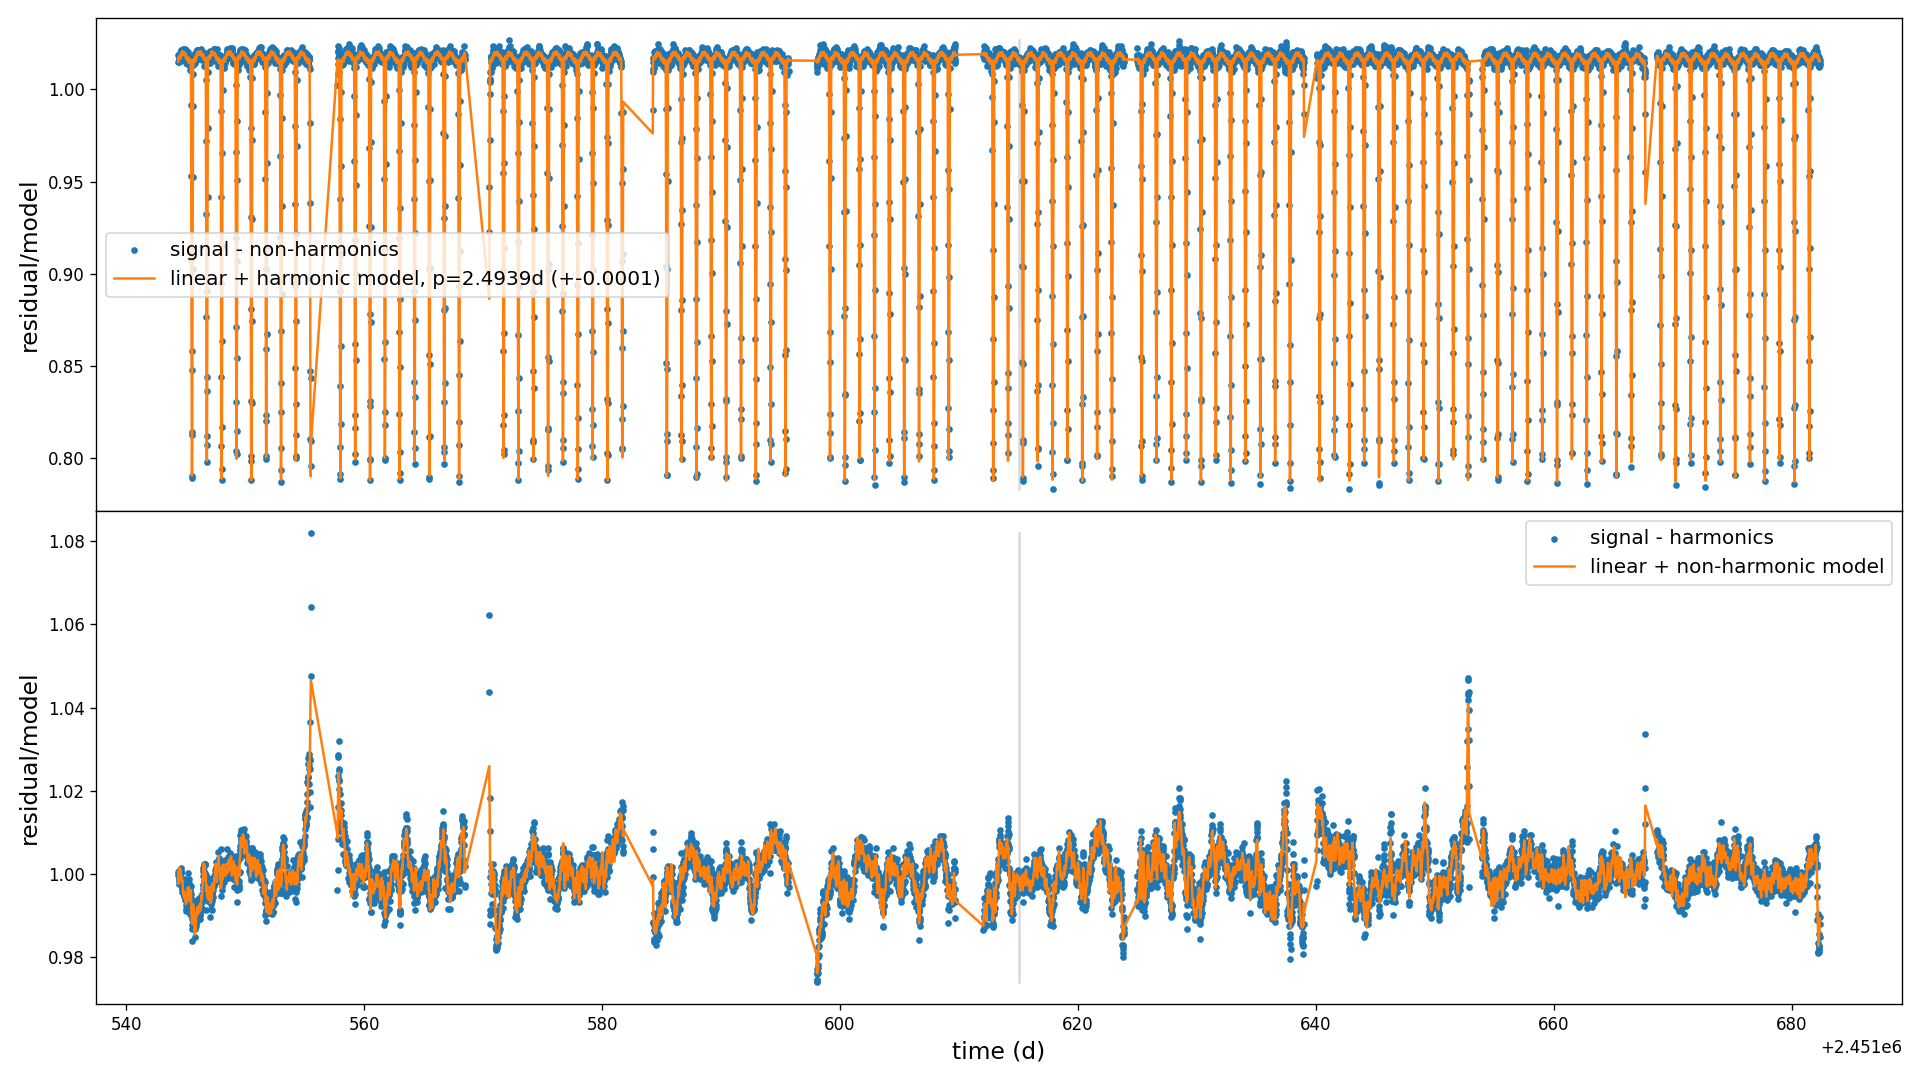 1.00
0.95
0.90
0.85
0.80
residual/model
signal - non-harmonics
linear + harmonic model, p=2.4939d (+-0.0001)
1.08
1.06
1.04
1.02
1.00
0.98
residual/model
signal - harmonics
linear + non-harmonic model
540 560 580 600 620 640 660 680
time (d)
+2.451e6